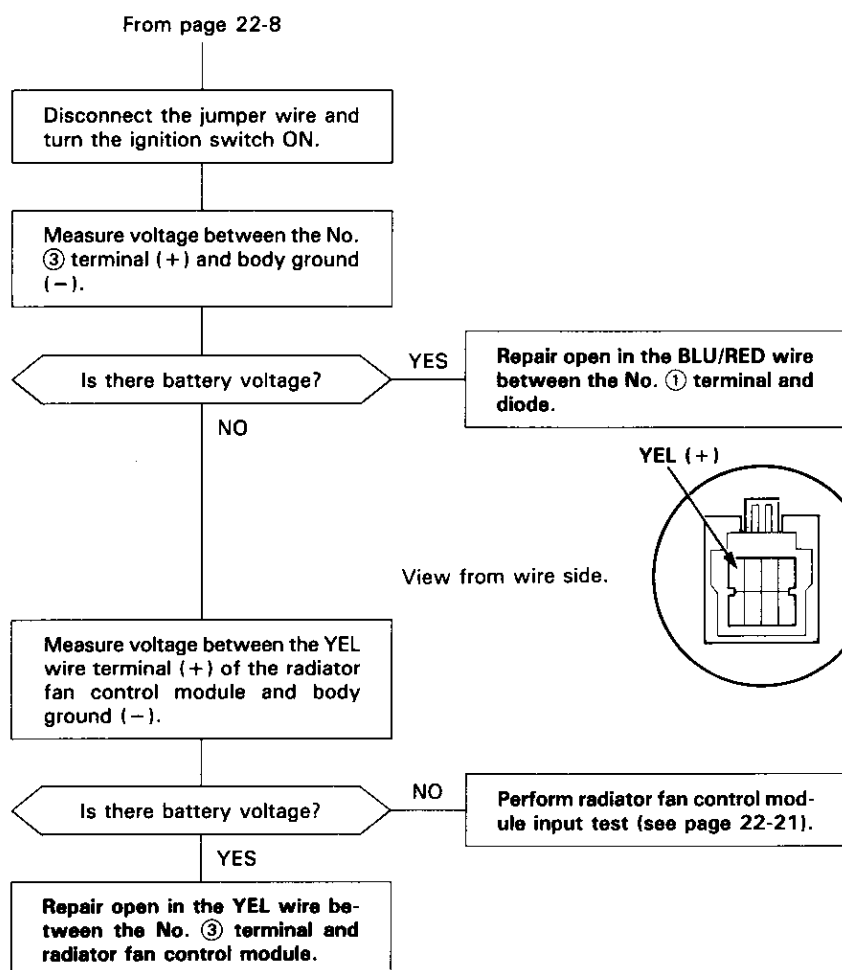 From page 22-8
Disconnect the jumper wire and
turn the ignition switch ON.
Measure voltage between the No.
③ terminal (+) and body ground
(−).
Is there battery voltage?
YES
Repair open in the BLU/RED wire
between the No. ① terminal and
diode.
NO
YEL (+)
View from wire side.
Measure voltage between the YEL
wire terminal (+) of the radiator
fan control module and body
ground (−).
Is there battery voltage?
NO
Perform radiator fan control mod-
ule input test (see page 22-21).
YES
Repair open in the YEL wire be-
tween the No. ③ terminal and
radiator fan control module.